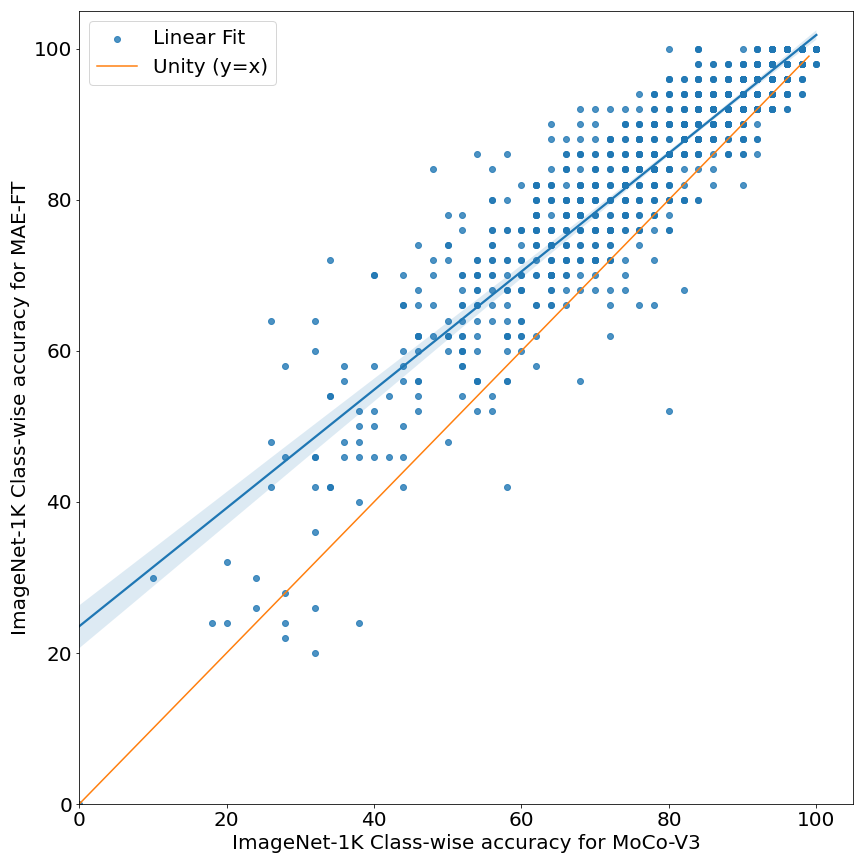 Linear Fit
Unity (y=x)
100
80
60
40
20
0
0 20 40 60 80 100
ImageNet-1K Class-wise accuracy for MAE-FT
ImageNet-1K Class-wise accuracy for MoCo-V3